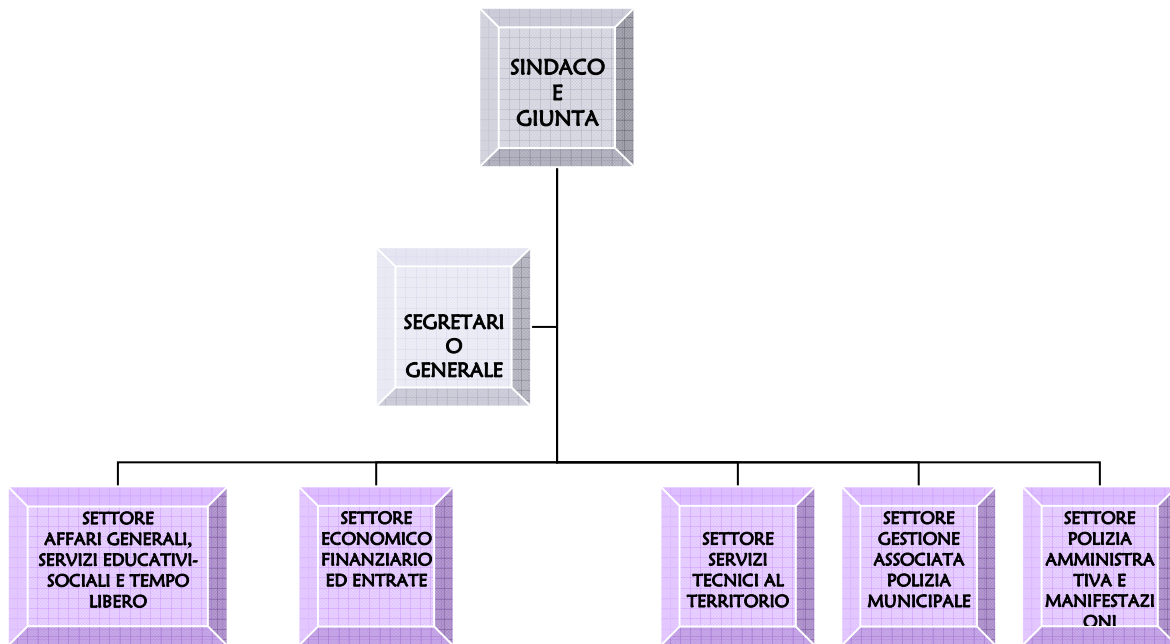 SINDACO
E
GIUNTA
SEGRETARI
O
GENERALE
SETTORE
AFFARI GENERALI,
SERVIZI EDUCATIVI-
SOCIALI E TEMPO
LIBERO
SETTORE
ECONOMICO
FINANZIARIO
ED ENTRATE
SETTORE
SERVIZI
TECNICI AL
TERRITORIO
SETTORE
GESTIONE
ASSOCIATA
POLIZIA
MUNICIPALE
SETTORE
POLIZIA
AMMINISTRA
TIVA E
MANIFESTAZI
ONI